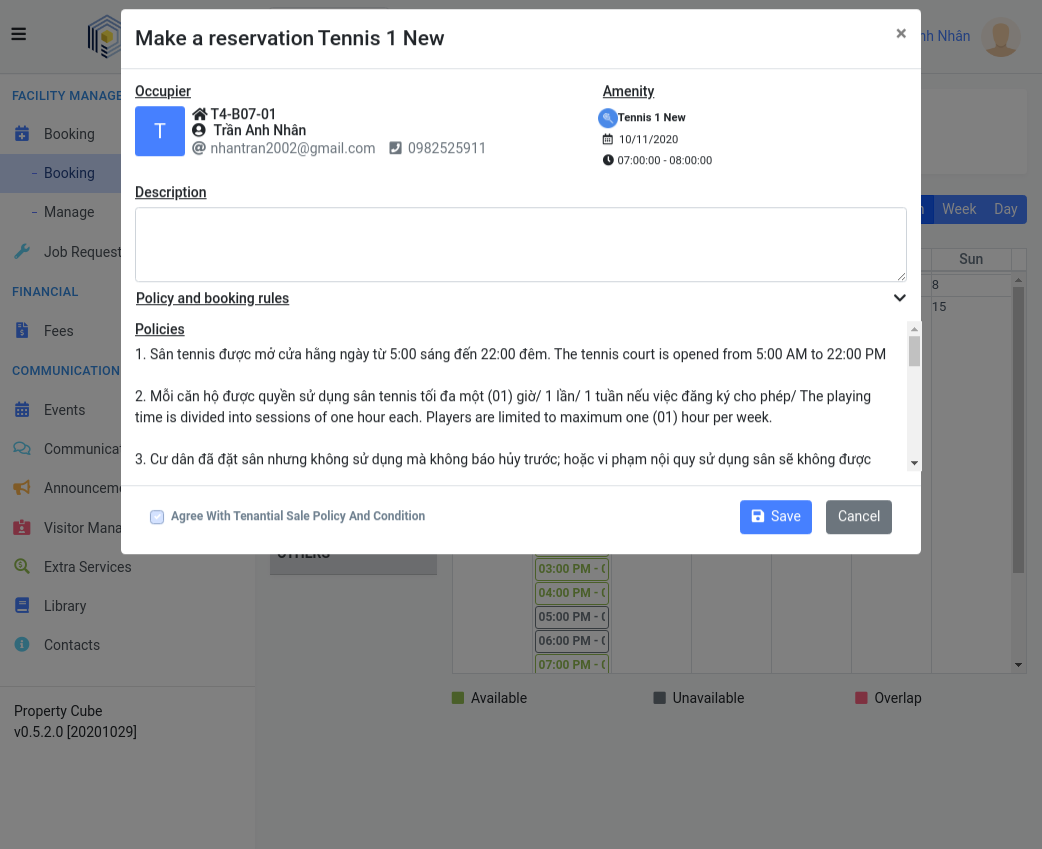 Make a reservation Tennis 1 New
×
nh Nhân
Occupier
T
T4-B07-01
Trần Anh Nhân
nhantran2002@gmail.com 0982525911
Amenity
Tennis 1 New
10/11/2020
07:00:00 - 08:00:00
Description
Policy and booking rules
Policies
1. Sân tennis được mở cửa hằng ngày từ 5:00 sáng đến 22:00 đêm. The tennis court is opened from 5:00 AM to 22:00 PM
2. Mỗi căn hộ được quyền sử dụng sân tennis tối đa một (01) giờ/ 1 lần/ 1 tuần nếu việc đăng ký cho phép/ The playing
time is divided into sessions of one hour each. Players are limited to maximum one (01) hour per week.
3. Cư dân đã đặt sân nhưng không sử dụng mà không báo hủy trước; hoặc vi phạm nội quy sử dụng sân sẽ không được
Agree With Tenantial Sale Policy And Condition
Save
Cancel
FACILITY MANAGE
Booking
Booking
Manage
Job Request
FINANCIAL
Fees
COMMUNICATION
Events
Communica
Announceme
Visitor Mana
Extra Services
Library
Contacts
Property Cube
v0.5.2.0 [20201029]
Week Day
Sun
8
15
OTHERS
03:00 PM - (
04:00 PM - (
05:00 PM - (
06:00 PM - (
07:00 PM - (
Available
Unavailable
Overlap